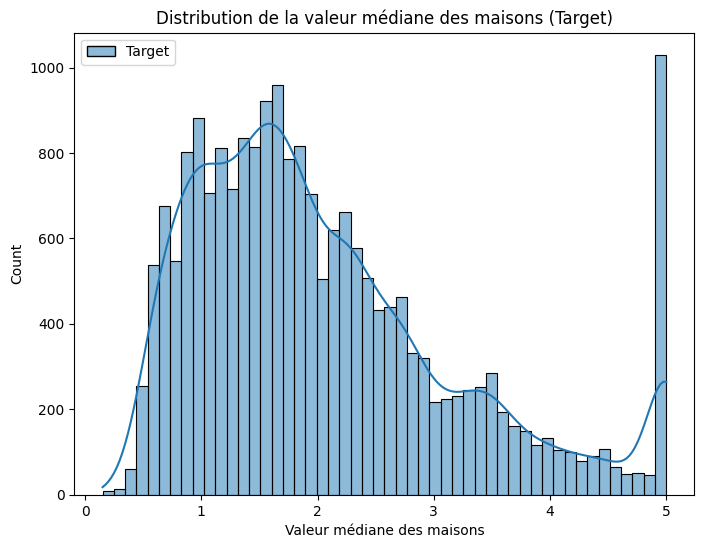 Distribution de la valeur médiane des maisons (Target)
Target
1000
800
600
400
200
0
Count
0 1 2 3 4 5
Valeur médiane des maisons